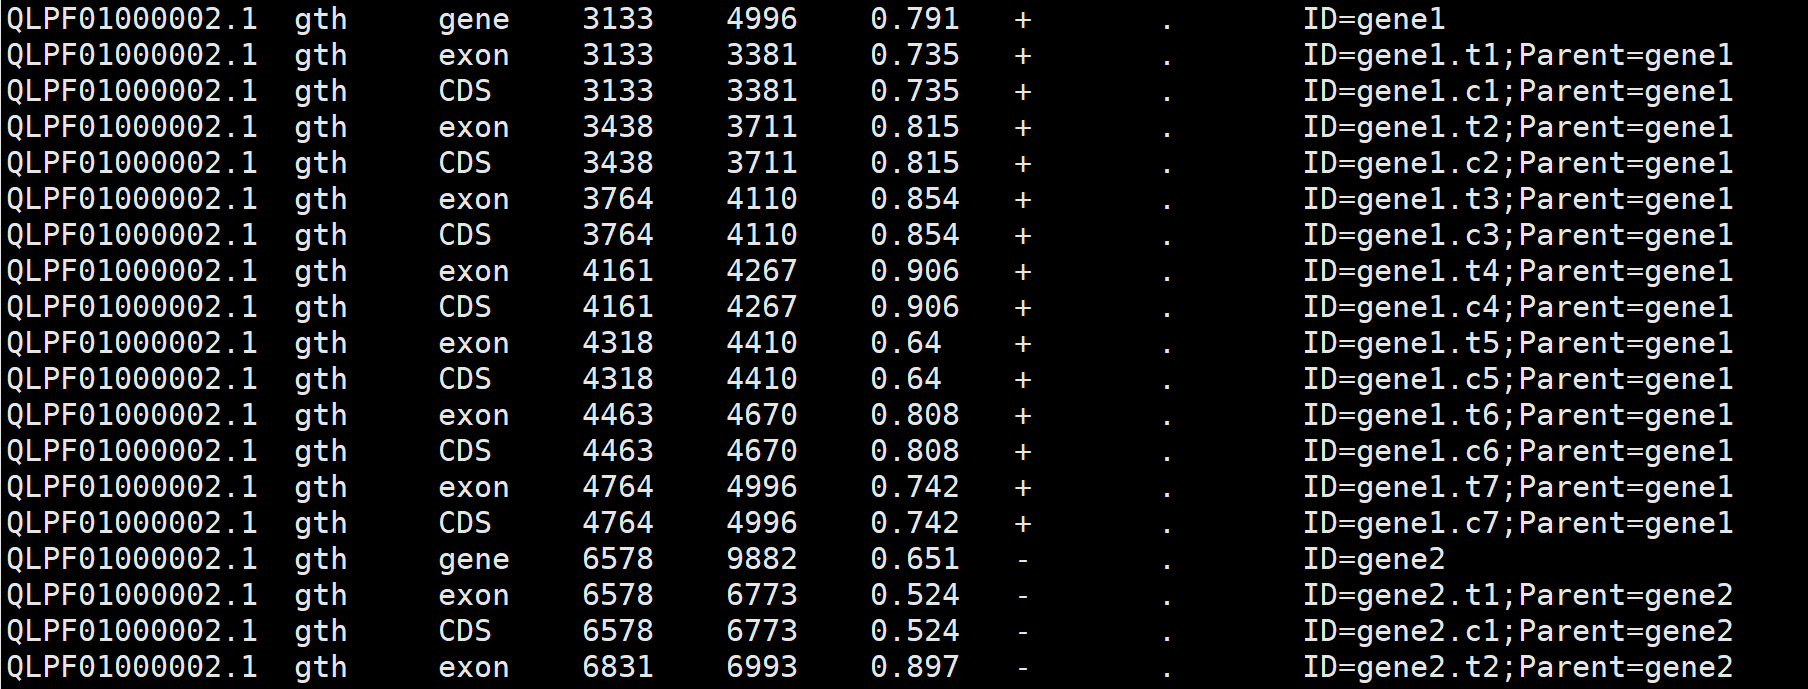 QLPF01000002.1 gth gene 3133 4996 0.791 + . ID=gene1
QLPF01000002.1 gth exon 3133 3381 0.735 + . ID=gene1.t1;Parent=gene1
QLPF01000002.1 gth CDS 3133 3381 0.735 + . ID=gene1.c1;Parent=gene1
QLPF01000002.1 gth exon 3438 3711 0.815 + . ID=gene1.t2;Parent=gene1
QLPF01000002.1 gth CDS 3438 3711 0.815 + . ID=gene1.c2;Parent=gene1
QLPF01000002.1 gth exon 3764 4110 0.854 + . ID=gene1.t3;Parent=gene1
QLPF01000002.1 gth CDS 3764 4110 0.854 + . ID=gene1.c3;Parent=gene1
QLPF01000002.1 gth exon 4161 4267 0.906 + . ID=gene1.t4;Parent=gene1
QLPF01000002.1 gth CDS 4161 4267 0.906 + . ID=gene1.c4;Parent=gene1
QLPF01000002.1 gth exon 4318 4410 0.64 + . ID=gene1.t5;Parent=gene1
QLPF01000002.1 gth CDS 4318 4410 0.64 + . ID=gene1.c5;Parent=gene1
QLPF01000002.1 gth exon 4463 4670 0.808 + . ID=gene1.t6;Parent=gene1
QLPF01000002.1 gth CDS 4463 4670 0.808 + . ID=gene1.c6;Parent=gene1
QLPF01000002.1 gth exon 4764 4996 0.742 + . ID=gene1.t7;Parent=gene1
QLPF01000002.1 gth CDS 4764 4996 0.742 + . ID=gene1.c7;Parent=gene1
QLPF01000002.1 gth gene 6578 9882 0.651 - . ID=gene2
QLPF01000002.1 gth exon 6578 6773 0.524 - . ID=gene2.t1;Parent=gene2
QLPF01000002.1 gth CDS 6578 6773 0.524 - . ID=gene2.c1;Parent=gene2
QLPF01000002.1 gth exon 6831 6993 0.897 - . ID=gene2.t2;Parent=gene2